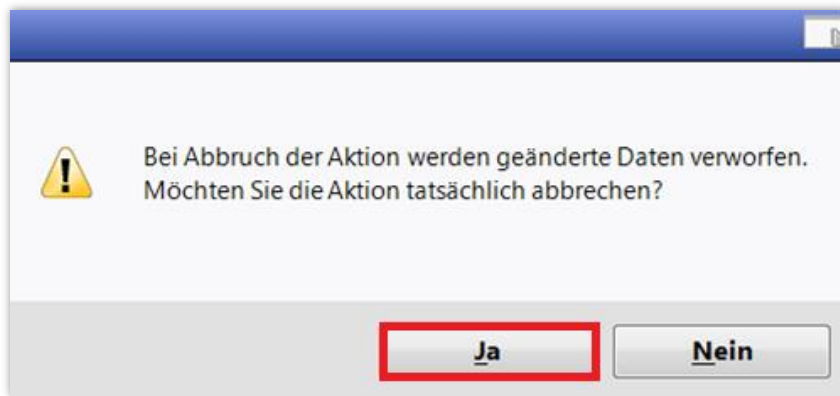 Bei Abbruch der Aktion werden geänderte Daten verworfen.
Möchten Sie die Aktion tatsächlich abbrechen?
Ja
Nein